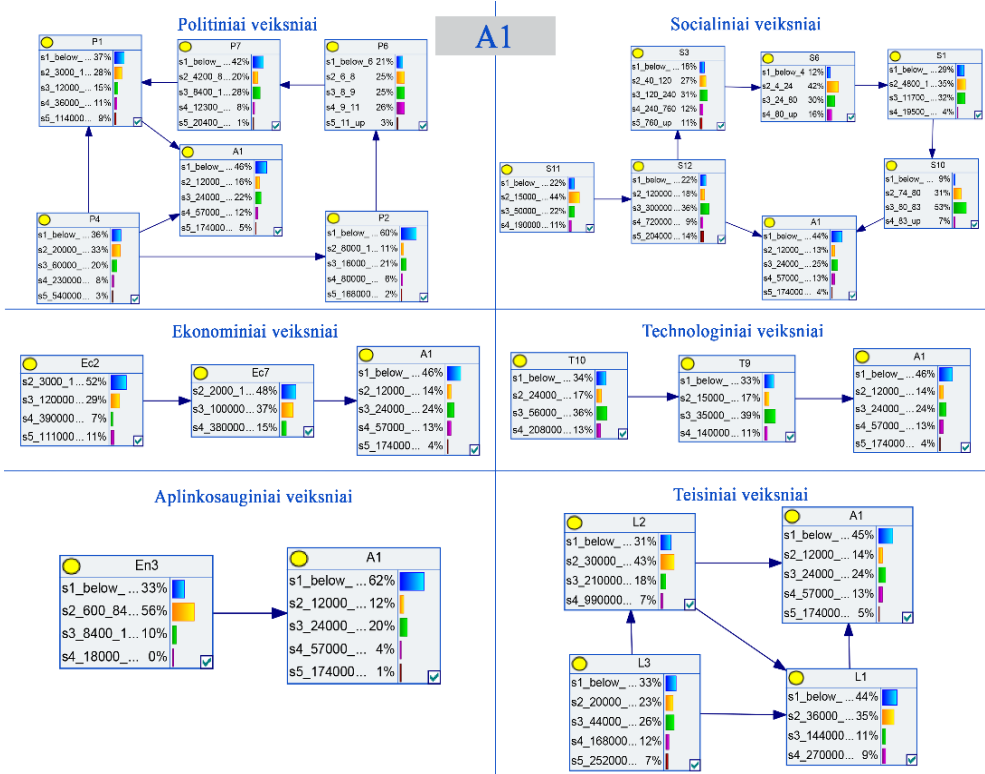 A1
Politiniai veiksniai
P1
s1_below_ ... 37%
s2_3000_1... 28%
s3_12000_... 15%
s4_36000_... 11%
s5_114000... 9%
P7
s1_below_ ... 42%
s2_4200_8... 20%
s3_8400_1... 28%
s4_12300_... 8%
s5_20400_... 1%
P6
s1_below_6 21%
s2_6_8 25%
s3_8_9 25%
s4_9_11 26%
s5_11_up 3%
A1
s1_below_ ... 46%
s2_12000_... 16%
s3_24000_... 22%
s4_57000_... 12%
s5_174000... 5%
P4
s1_below_ ... 36%
s2_20000_... 33%
s3_60000_... 20%
s4_230000... 8%
s5_540000... 3%
P2
s1_below_ ... 60%
s2_8000_1... 11%
s3_16000_... 21%
s4_80000_... 6%
s5_168000... 2%
Socialiniai veiksniai
S3
s1_below_ ... 18%
s2_40_120 27%
s3_120_240 31%
s4_240_760 12%
s5_760_up 11%
S6
s1_below_4 12%
s2_4_24 42%
s3_24_80 30%
s4_80_up 16%
S1
s1_below_ ... 29%
s2_4800_1... 35%
s3_11700_... 32%
s4_19500_... 4%
S11
s1_below_ ... 22%
s2_15000_... 44%
s3_50000_... 22%
s4_190000... 11%
S12
s1_below_ ... 22%
s2_120000... 18%
s3_300000... 36%
s4_720000... 9%
s5_204000... 14%
S10
s1_below_ ... 9%
s2_74_80 31%
s3_80_83 53%
s4_83_up 7%
A1
s1_below_ ... 44%
s2_12000_... 13%
s3_24000_... 25%
s4_57000_... 13%
s5_174000... 4%
Ekonominiai veiksniai
Ec2
s2_3000_1... 52%
s3_120000... 29%
s4_390000... 7%
s5_111000... 11%
Ec7
s2_2000_1... 48%
s3_100000... 37%
s4_380000... 15%
A1
s1_below_ ... 46%
s2_12000_... 14%
s3_24000_... 24%
s4_57000_... 13%
s5_174000... 4%
Technologiniai veiksniai
T10
s1_below_ ... 34%
s2_24000_... 17%
s3_56000_... 36%
s4_208000... 13%
T9
s1_below_ ... 33%
s2_15000_... 17%
s3_35000_... 39%
s4_140000... 11%
A1
s1_below_ ... 46%
s2_12000_... 14%
s3_24000_... 24%
s4_57000_... 13%
s5_174000... 4%
Aplinkosauginiai veiksniai
En3
s1_below_ ... 33%
s2_600_84... 56%
s3_8400_1... 10%
s4_18000_... 0%
A1
s1_below_ ... 62%
s2_12000_... 12%
s3_24000_... 20%
s4_57000_... 4%
s5_174000... 1%
Teisiniai veiksniai
L2
s1_below_ ... 31%
s2_30000_... 43%
s3_210000... 18%
s4_990000... 7%
A1
s1_below_ ... 45%
s2_12000_... 14%
s3_24000_... 24%
s4_57000_... 13%
s5_174000... 5%
L3
s1_below_ ... 33%
s2_20000_... 23%
s3_44000_... 26%
s4_168000... 12%
s5_252000... 7%
L1
s1_below_ ... 44%
s2_36000_... 35%
s3_144000... 11%
s4_270000... 9%